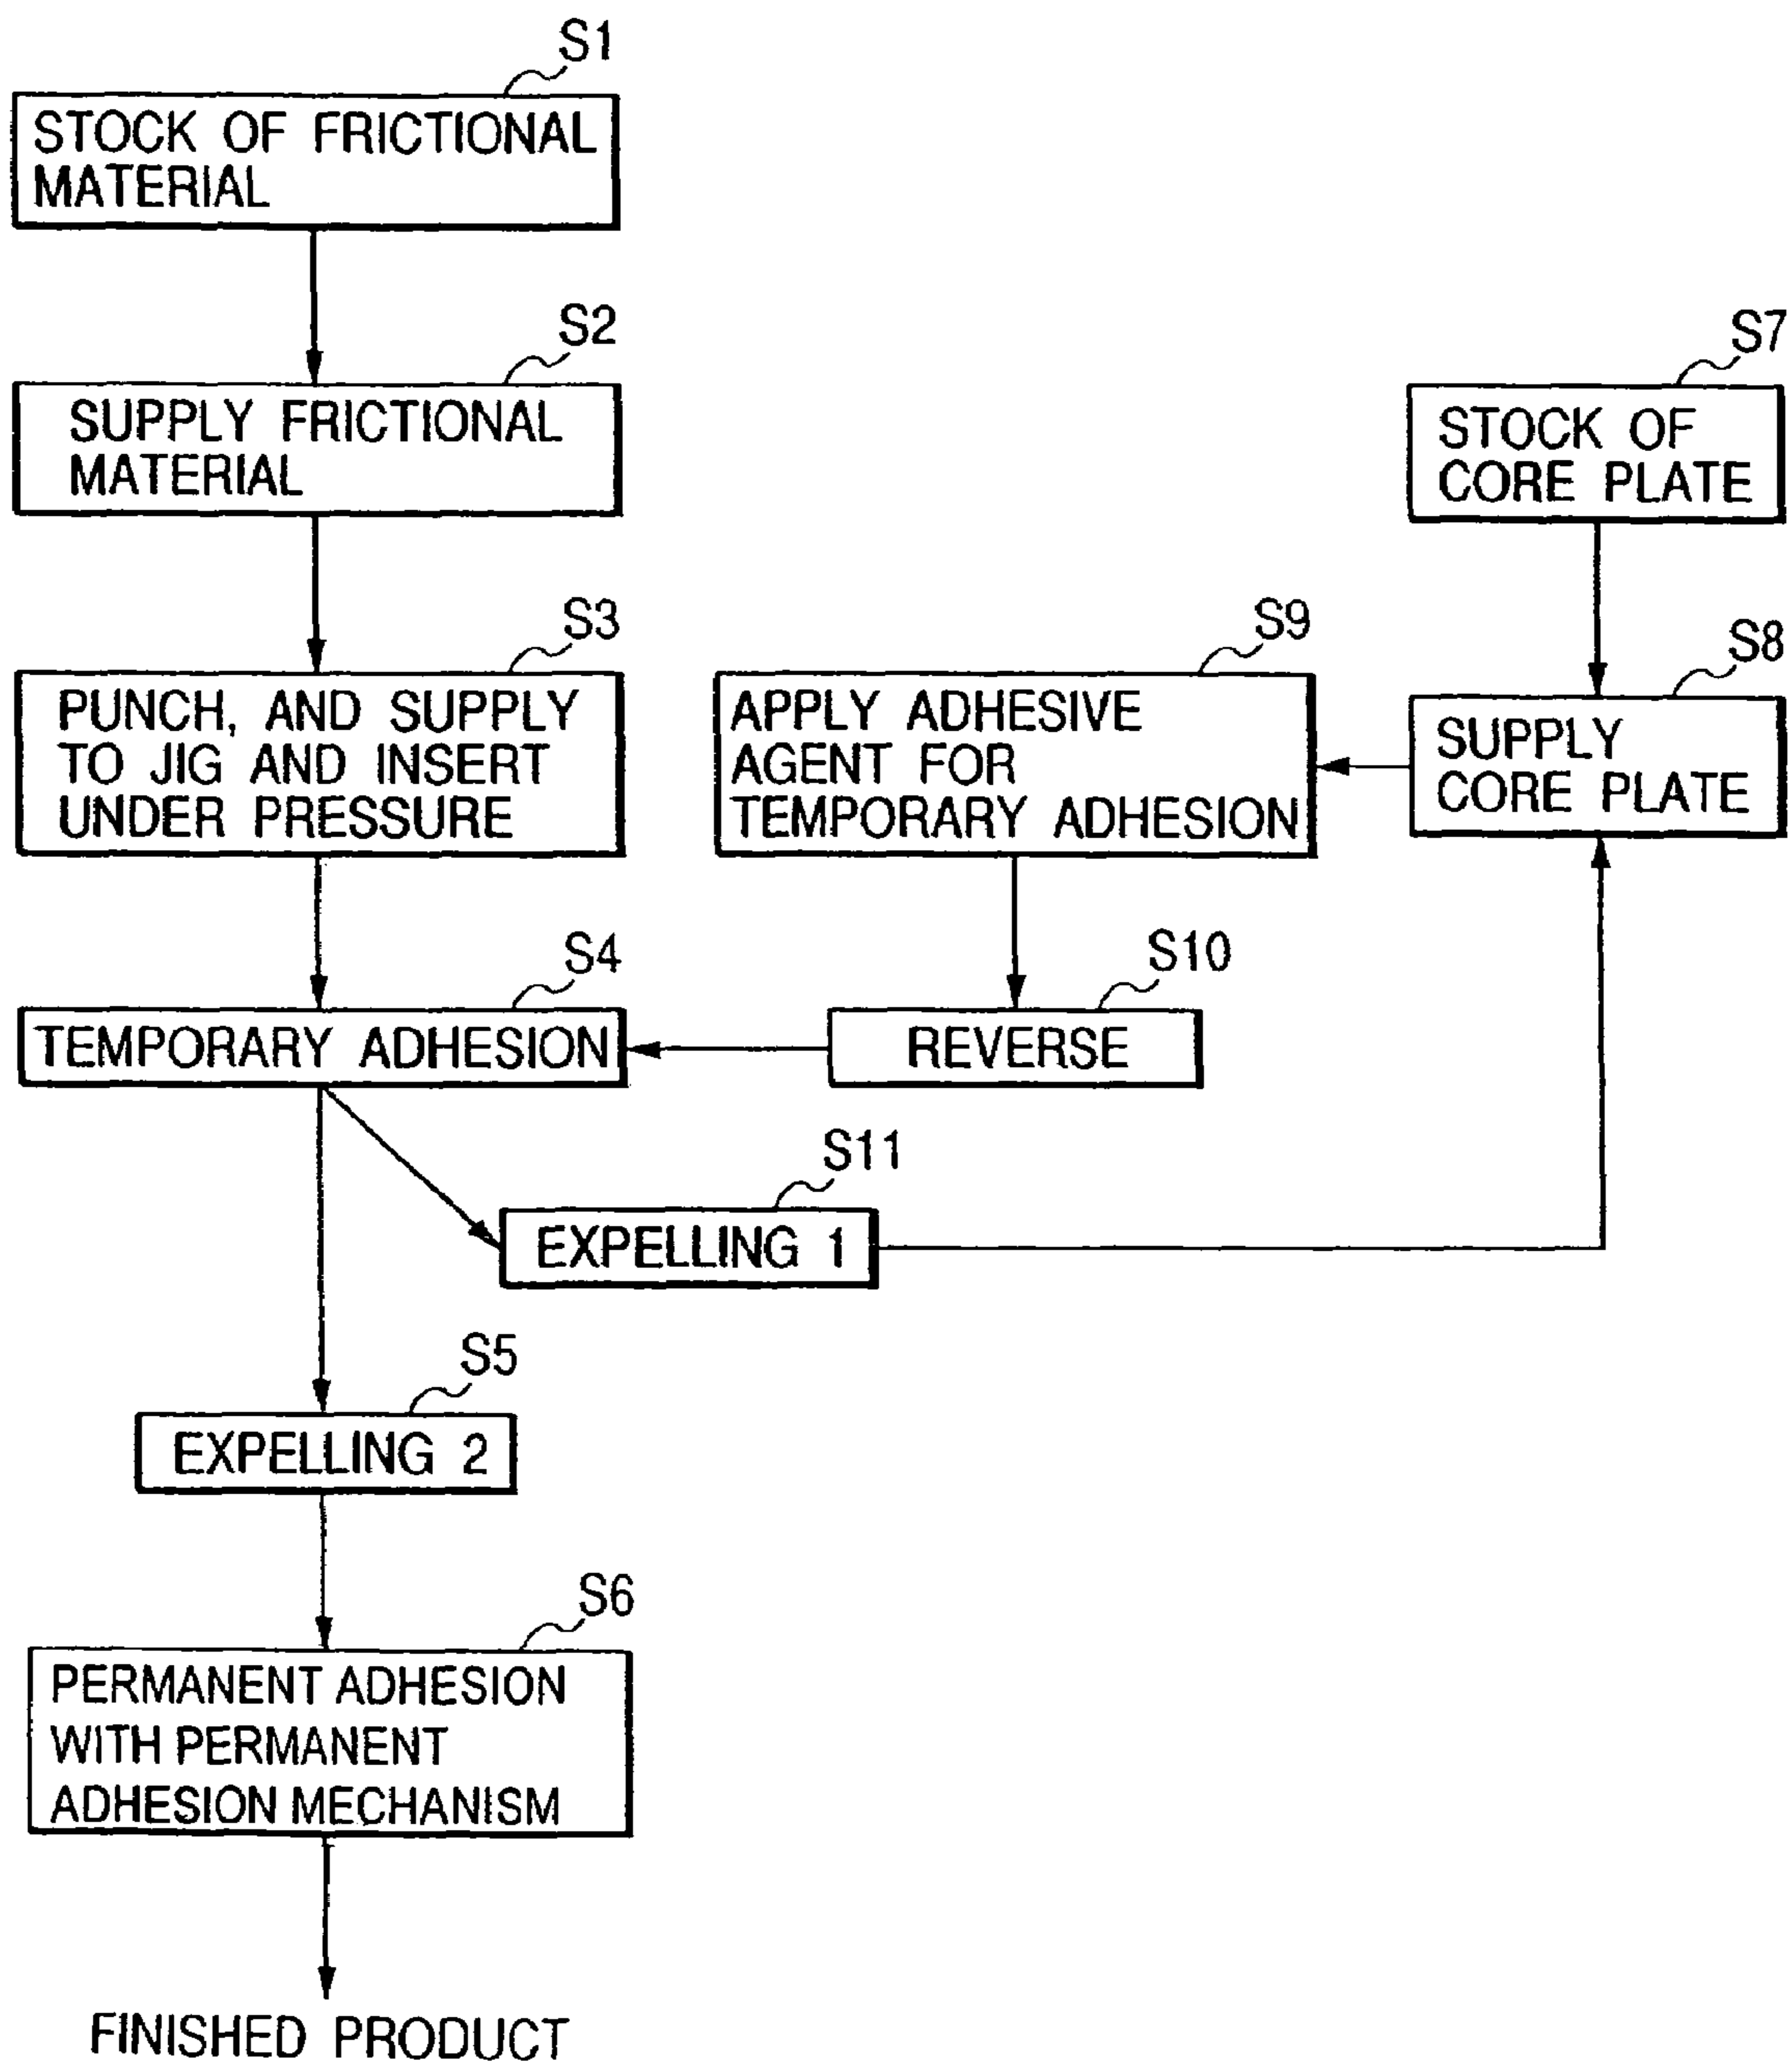 S1
STOCK OF FRICTIONAL
MATERIAL
S2
SUPPLY FRICTIONAL
MATERIAL
S7
STOCK OF
CORE PLATE
S3
PUNCH, AND SUPPLY
TO JIG AND INSERT
UNDER PRESSURE
S9
APPLY ADHESIVE
AGENT FOR
TEMPORARY ADHESION
S8
SUPPLY
CORE PLATE
S4
TEMPORARY ADHESION
S10
REVERSE
S11
EXPELLING 1
S5
EXPELLING 2
S6
PERMANENT ADHESION
WITH PERMANENT
ADHESION MECHANISM
FINISHED PRODUCT